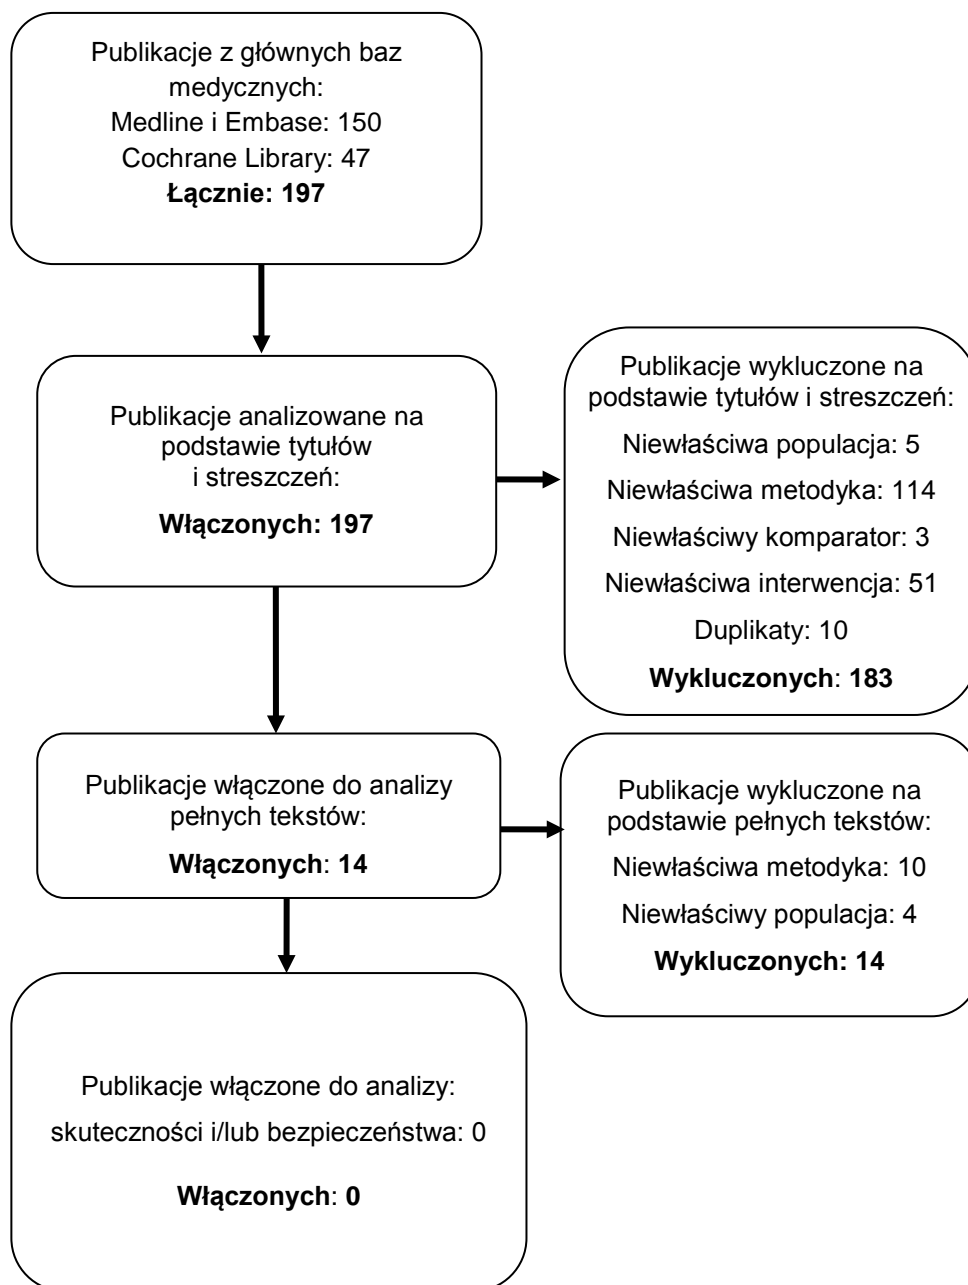 Publikacje z głównych baz
medycznych:
Medline i Embase: 150
Cochrane Library: 47
Łącznie: 197
Publikacje analizowane na
podstawie tytułów
i streszczeń:
Włączonych: 197
Publikacje wykluczone na
podstawie tytułów i streszczeń:
Niewłaściwa populacja: 5
Niewłaściwa metodyka: 114
Niewłaściwy komparator: 3
Niewłaściwa interwencja: 51
Duplikaty: 10
Wykluczonych: 183
Publikacje włączone do analizy
pełnych tekstów:
Włączonych: 14
Publikacje wykluczone na
podstawie pełnych tekstów:
Niewłaściwa metodyka: 10
Niewłaściwy populacja: 4
Wykluczonych: 14
Publikacje włączone do analizy:
skuteczności i/lub bezpieczeństwa: 0
Włączonych: 0